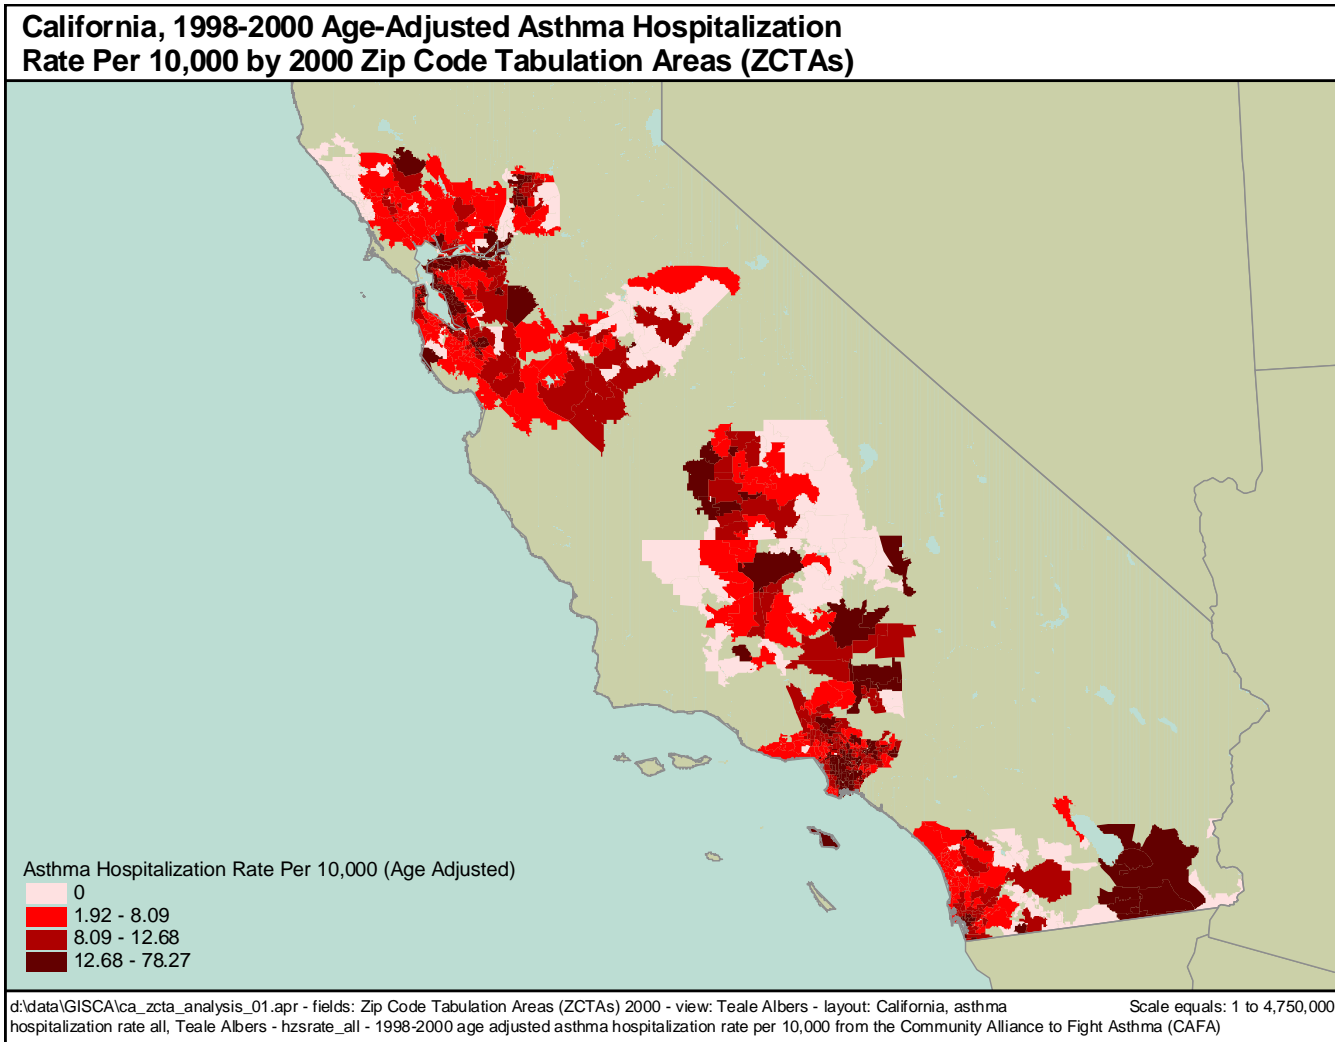 California, 1998-2000 Age-Adjusted Asthma Hospitalization
Rate Per 10,000 by 2000 Zip Code Tabulation Areas (ZCTAs)
Asthma Hospitalization Rate Per 10,000 (Age Adjusted)
0
1.92 - 8.09
8.09 - 12.68
12.68 - 78.27
d:\data\GISCA\ca_zcta_analysis_01.apr - fields: Zip Code Tabulation Areas (ZCTAs) 2000 - view: Teale Albers - layout: California, asthma Scale equals: 1 to 4,750,000
hospitalization rate all, Teale Albers - hzsrate_all - 1998-2000 age adjusted asthma hospitalization rate per 10,000 from the Community Alliance to Fight Asthma (CAFA)